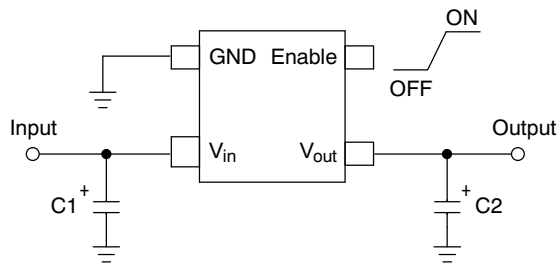 ON
GND Enable
OFF
Input
Output
Vin
Vout
C1
+
+
C2